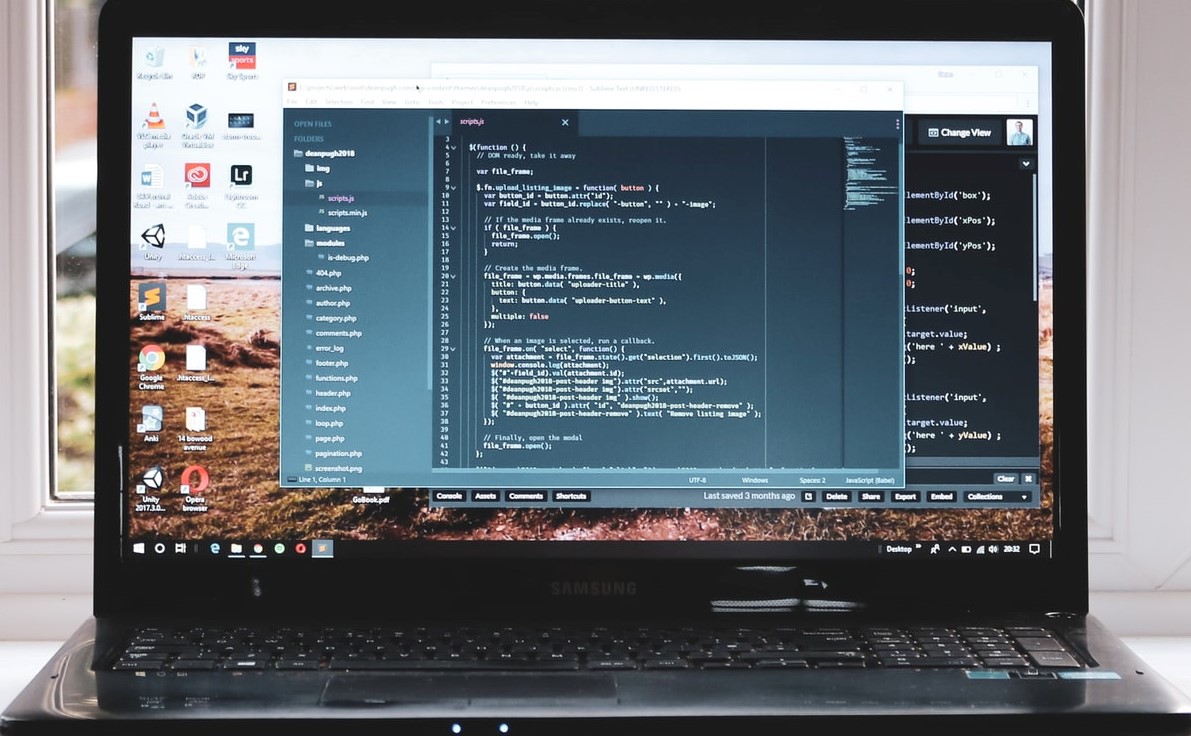 sky
sports
Recycle Bin
Sky Sports
VLC media
player
Oracle VM
VirtualBox
Lr
Adobe
Creative
Lightroom
CC
Unity
.htaccess_l...
Microsoft
Edge
Sublime
.htaccess
Google
Chrome
.htaccess_l...
Anki
14 bowood
avenue
Unity
2017.3.0...
Opera
browser
GoBook.pdf
File Edit Selection Find View Goto Tools Project Preferences Help
OPEN FILES
FOLDERS
deanpugh2018
img
js
scripts.js
scripts.min.js
languages
modules
is-debug.php
404.php
archive.php
author.php
category.php
comments.php
error_log
footer.php
functions.php
header.php
index.php
loop.php
page.php
pagination.php
screenshot.png
scripts.js
3
4 $(function () {
5 // DOM ready, take it away
6
7 var file_frame;
8
9 $.fn.upload_listing_image = function( button ) {
10 var button_id = button.attr("id");
11 var field_id = button_id.replace( "-button", "" ) + "-image";
12
13 // If the media frame already exists, reopen it.
14 if ( file_frame ) {
15 file_frame.open();
16 return;
17 }
18
19 // Create the media frame.
20 file_frame = wp.media.frames.file_frame = wp.media({
21 title: button.data( "uploader-title" ),
22 button: {
23 text: button.data( "uploader-button-text" ),
24 },
25 multiple: false
26 });
27
28 // When an image is selected, run a callback.
29 file_frame.on( "select", function() {
30 var attachment = file_frame.state().get("selection").first().toJSON();
31 window.console.log(attachment);
32 $("#"+field_id).val(attachment.id);
33 $("#deanpugh2018-post-header img").attr("src",attachment.url);
34 $("#deanpugh2018-post-header img").attr("srcset","");
35 $( "#deanpugh2018-post-header img" ).show();
36 $( "#" + button_id ).attr( "id", "deanpugh2018-post-header-remove" );
37 $( "#deanpugh2018-post-header-remove" ).text( "Remove listing image" );
38 });
39
40 // Finally, open the modal
41 file_frame.open();
42 };
43
Line 1, Column 1
UTF-8
Windows
Spaces: 2
JavaScript (Babel)
Change View
lementById('box');
lementById('xPos');
lementById('yPos');
0;
0;
Listener('input',
target.value;
('here ' + xValue) ;
);
Listener('input',
target.value;
('here ' + yValue) ;
);
Clear
Console Assets Comments Shortcuts
Last saved 3 months ago Delete Share Export Embed Collections
Desktop
20:32
SAMSUNG